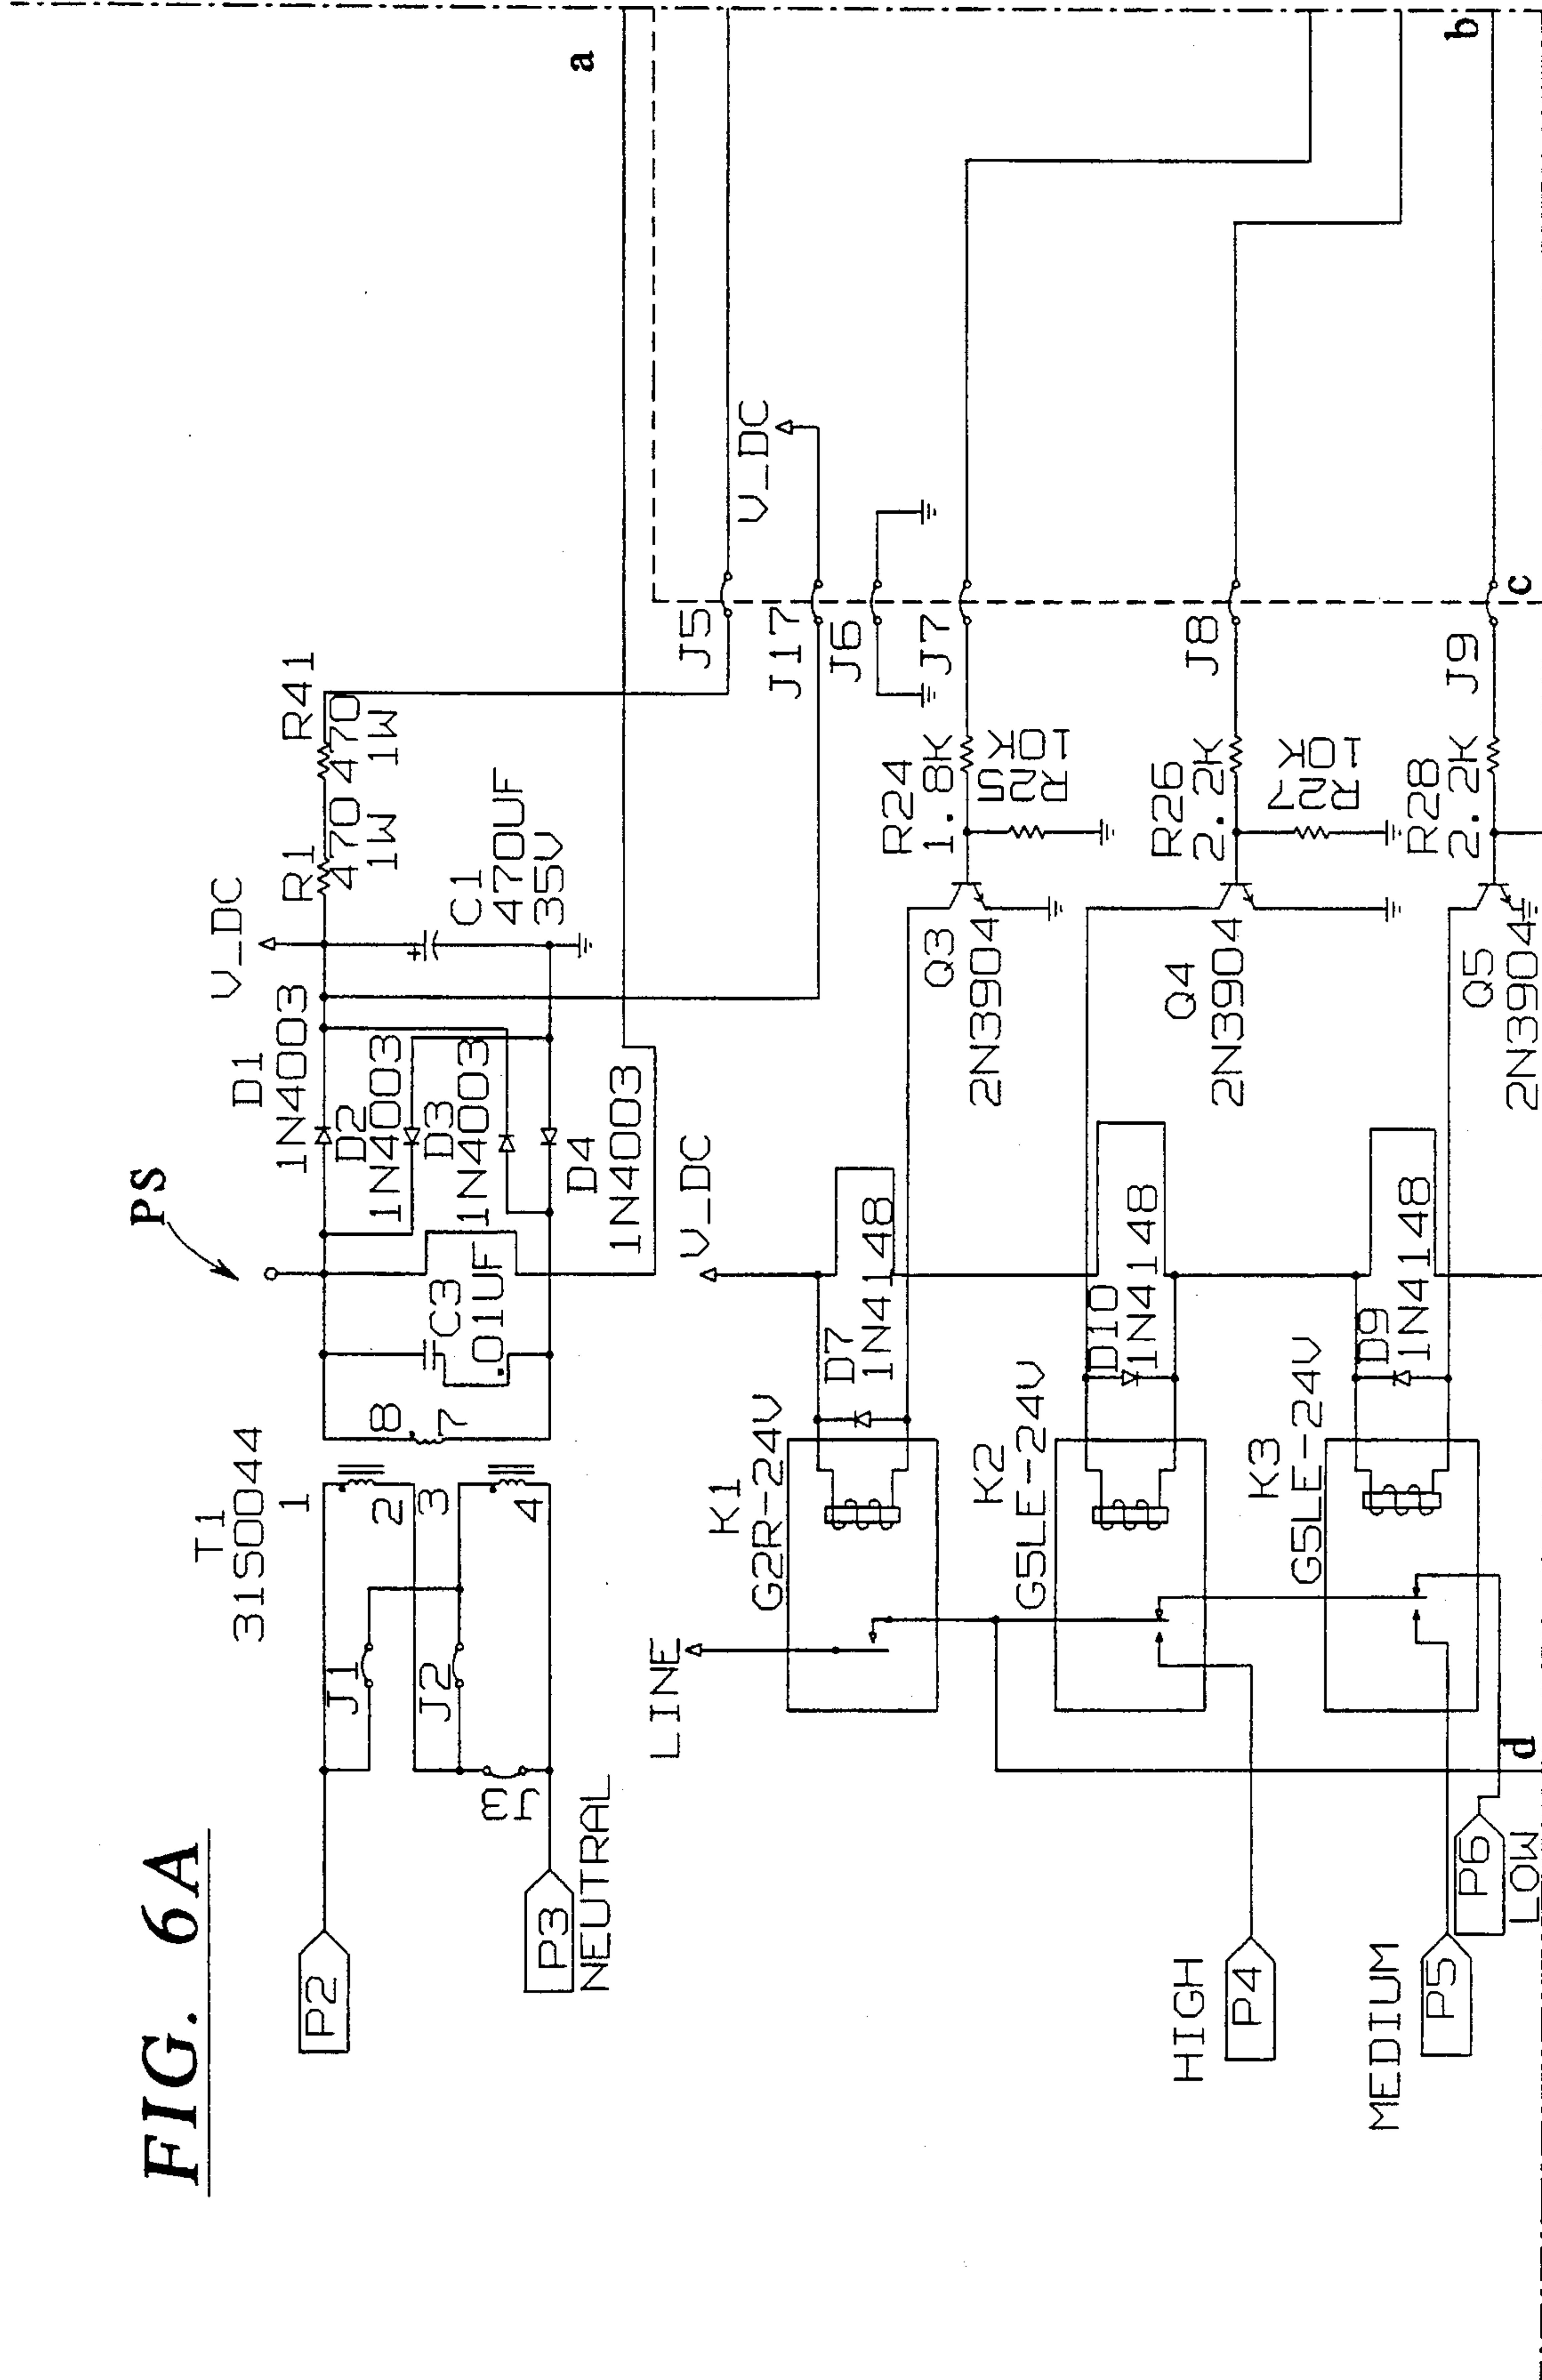 FIG. 6A
PS
T1
31S0044
1
2
3
4
8
7
J1
J2
J3
P2
P3
NEUTRAL
C3
.01UF
D1
1N4003
D2
1N4003
D3
1N4003
D4
1N4003
V_DC
C1
470UF
35V
R1
470
1W
R41
470
1W
a
J5
J17
V_DC
J6
J7
LINE
V_DC
K1
G2R-24V
D7
1N4148
Q3
2N3904
R24
1.8K
R25
10K
K2
G5LE-24V
D10
1N4148
Q4
2N3904
R26
2.2K
R27
10K
J8
HIGH
P4
K3
G5LE-24V
D9
1N4148
Q5
2N3904
R28
2.2K
J9
MEDIUM
P5
P6
LOW
b
c
d